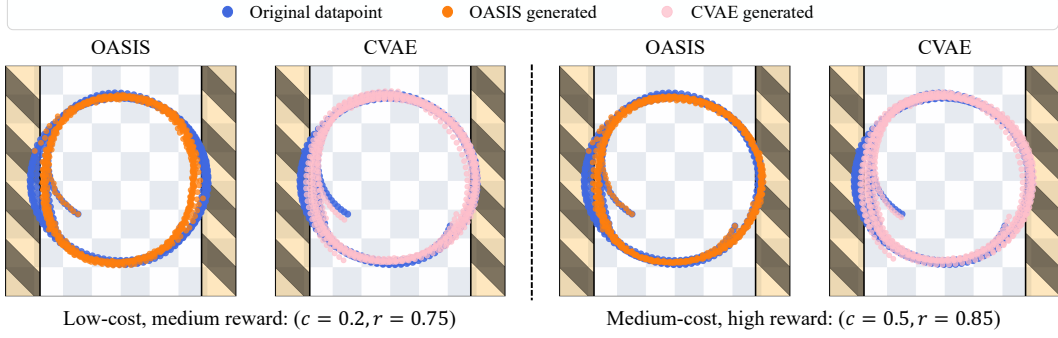 Original datapoint OASIS generated CVAE generated
OASIS CVAE OASIS CVAE
Low-cost, medium reward: (c = 0.2, r = 0.75) Medium-cost, high reward: (c = 0.5, r = 0.85)